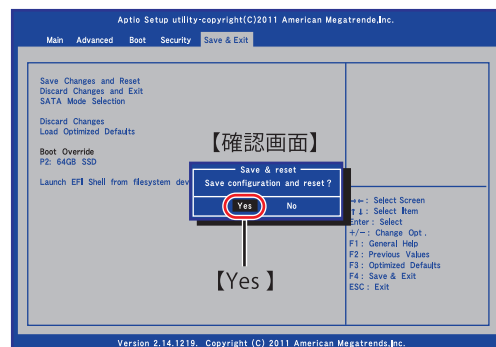 Aptio Setup utility-copyright(C)2011 American Megatrende,Inc.
Main Advanced Boot Security Save & Exit
Save Changes and Reset
Discard Changes and Exit
SATA Mode Selection
Discard Changes
Load Optimized Defaults
Boot Override
P2: 64GB SSD
Launch EFI Shell from filesystem dev
【確認画面】
Save & reset
Save configuration and reset ?
Yes No
【Yes 】
→←: Select Screen
↑↓: Select Item
Enter: Select
+/−: Change Opt.
F1: General Help
F2: Previous Values
F3: Optimized Defaults
F4: Save & Exit
ESC: Exit
Version 2.14.1219. Copyright (C) 2011 American Megatrends,Inc.